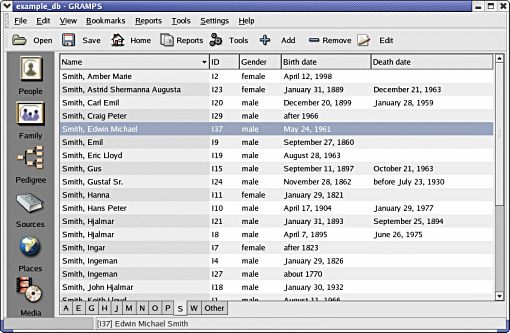 example_db - GRAMPS
File Edit View Bookmarks Reports Tools Settings Help
Open Save Home Reports Tools Add Remove Edit
People
Family
Pedigree
Sources
Places
Media
Name ID Gender Birth date Death date
Smith, Amber Marie I2 female April 12, 1998
Smith, Astrid Shermanna Augusta I23 female January 31, 1889 December 21, 1963
Smith, Carl Emil I20 male December 20, 1899 January 28, 1959
Smith, Craig Peter I29 male after 1966
Smith, Edwin Michael I37 male May 24, 1961
Smith, Emil I9 male September 27, 1860
Smith, Eric Lloyd I19 male August 28, 1963
Smith, Gus I15 male September 11, 1897 October 21, 1963
Smith, Gustaf Sr. I24 male November 28, 1862 before July 23, 1930
Smith, Hanna I11 female January 29, 1821
Smith, Hans Peter I10 male April 17, 1904 January 29, 1977
Smith, Hjalmar I21 male January 31, 1893 September 25, 1894
Smith, Hjalmar I8 male April 7, 1895 June 26, 1975
Smith, Ingar I7 female after 1823
Smith, Ingeman I4 male January 29, 1826
Smith, Ingeman I27 male about 1770
Smith, John Hjalmar I18 male January 30, 1932
Smith, Keith Lloyd I1 male August 11, 1966
A E G H J M N O P S W Other
[I37] Edwin Michael Smith